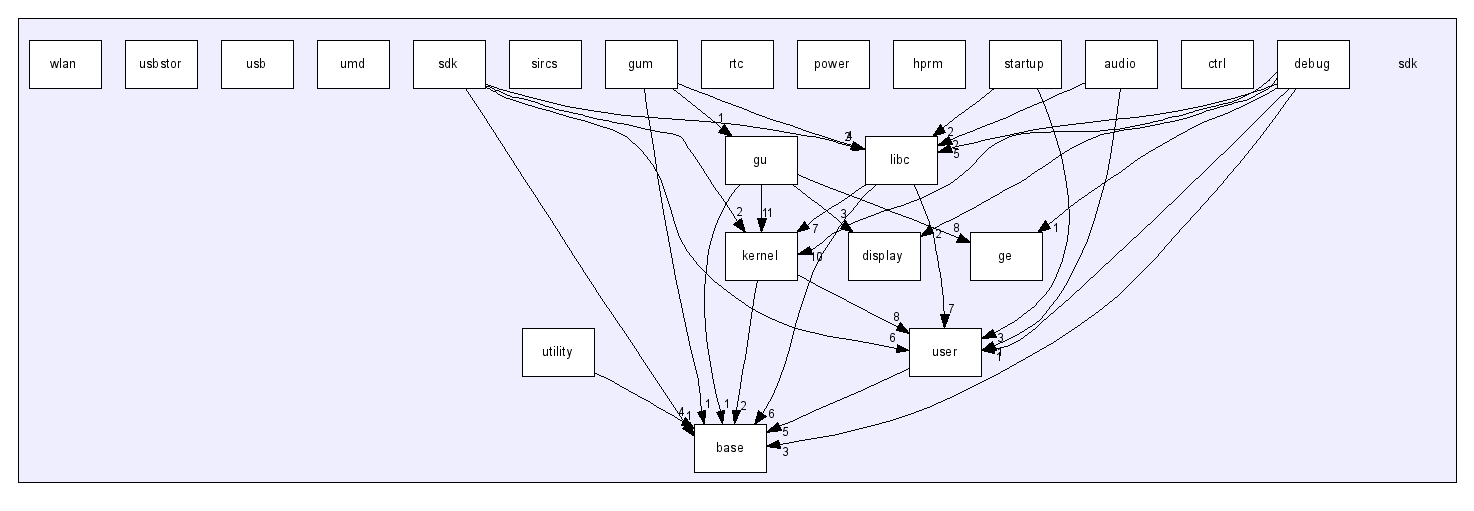 wlan
usbstor
usb
umd
sdk
sircs
gum
rtc
power
hprm
startup
audio
ctrl
debug
sdk
1
4
2
2
5
gu
libc
2
11
7
3
8
2
1
10
kernel
display
ge
8
7
6
3
1
utility
user
4
1
1
1
2
6
5
3
base